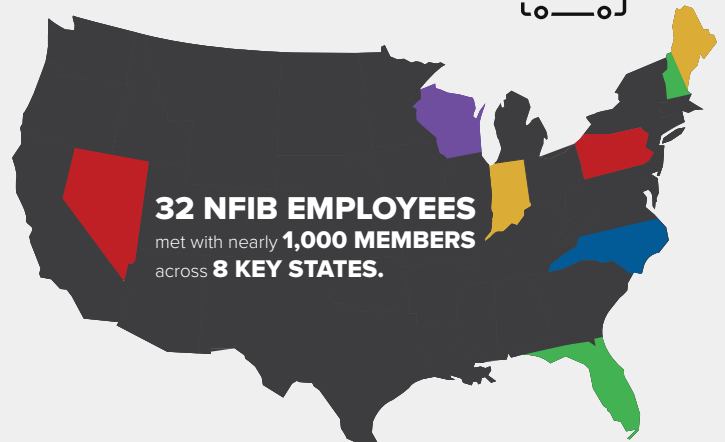 32 NFIB EMPLOYEES
met with nearly 1,000 MEMBERS
across 8 KEY STATES.